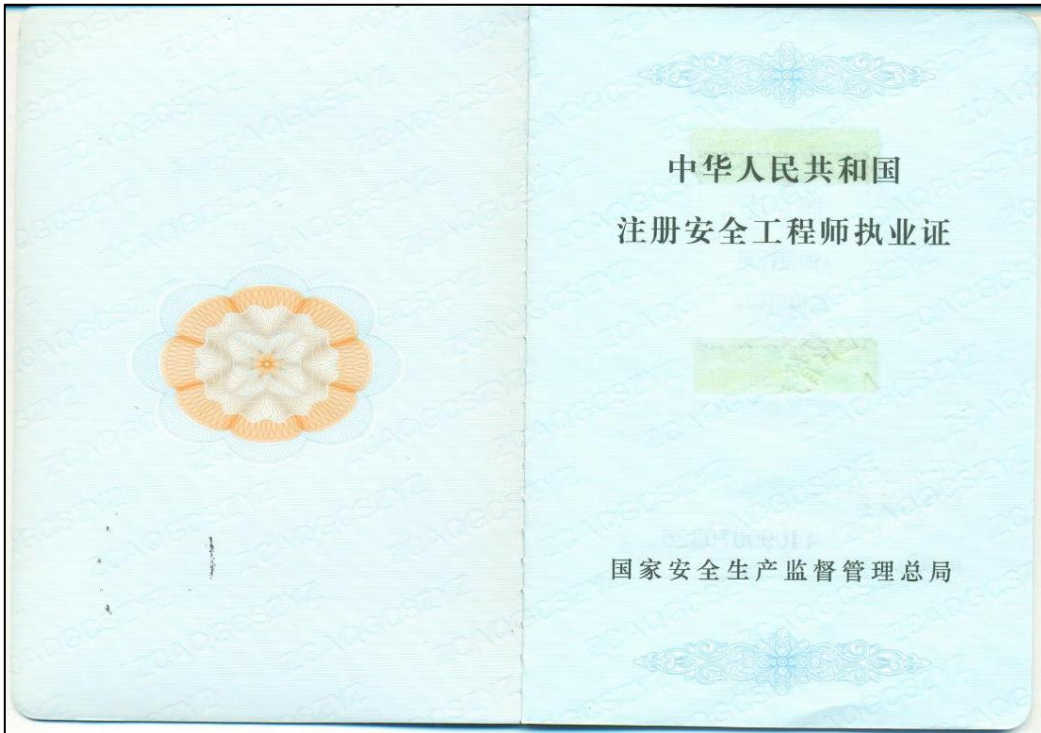 中华人民共和国
注册安全工程师执业证
国家安全生产监督管理总局